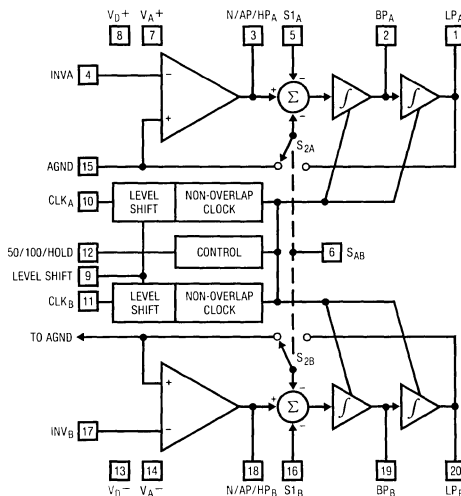 VD+ VA+ N/AP/HPA S1A BPA LPA
8 7 3 5 2 1
INVA 4 − + − Σ ∫ ∫
+ −
S2A
AGND 15
CLKA 10 LEVEL SHIFT NON-OVERLAP CLOCK
50/100/HOLD 12 CONTROL 6 SAB
LEVEL SHIFT 9
CLKB 11 LEVEL SHIFT NON-OVERLAP CLOCK
TO AGND
S2B
+ −
+ Σ ∫ ∫
INVB 17 − −
13 14 18 16 19 20
VD− VA− N/AP/HPB S1B BPB